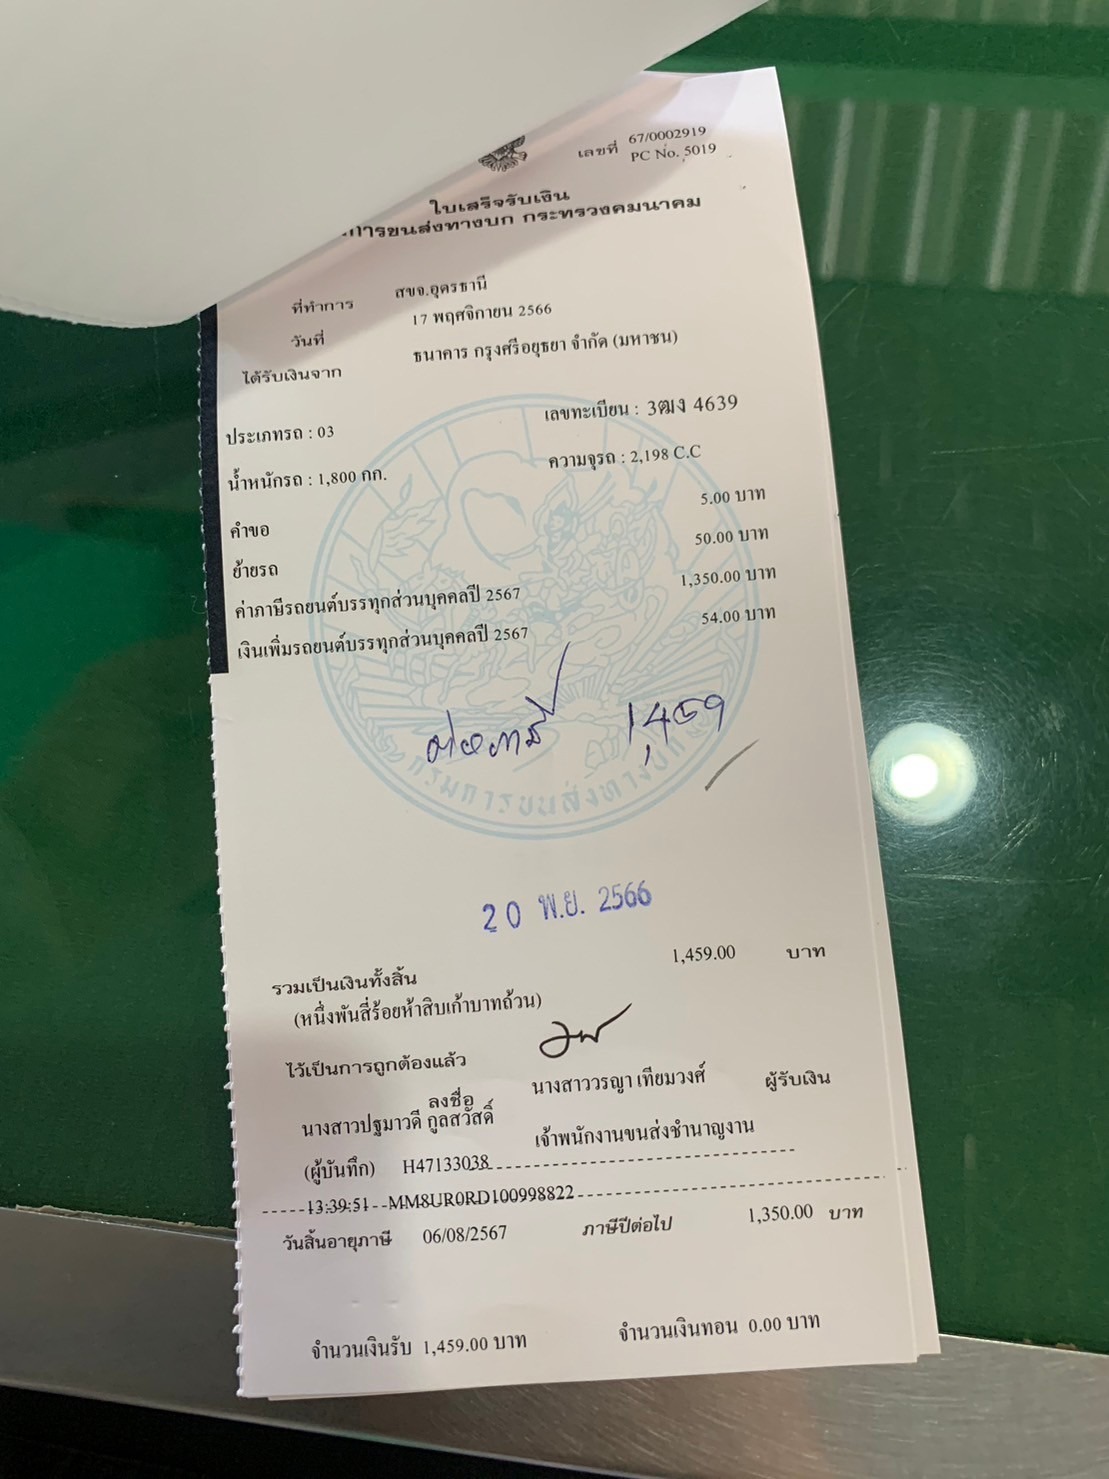 เลขที่ 67/0002919
PC No. 5019
ใบเสร็จรับเงิน
การขนส่งทางบก กระทรวงคมนาคม
ที่ทำการ สขจ.อุดรธานี
วันที่ 17 พฤศจิกายน 2566
ได้รับเงินจาก ธนาคาร กรุงศรีอยุธยา จำกัด (มหาชน)
ประเภทรถ : 03 เลขทะเบียน : 3ฒง 4639
น้ำหนักรถ : 1,800 กก. ความจุรถ : 2,198 C.C
คำขอ 5.00 บาท
ย้ายรถ 50.00 บาท
ค่าภาษีรถยนต์บรรทุกส่วนบุคคลปี 2567 1,350.00 บาท
เงินเพิ่มรถยนต์บรรทุกส่วนบุคคลปี 2567 54.00 บาท
ต่อภาษี 1,459
กรมการขนส่งทางบก
20 พ.ย. 2566
รวมเป็นเงินทั้งสิ้น 1,459.00 บาท
(หนึ่งพันสี่ร้อยห้าสิบเก้าบาทถ้วน)
ไว้เป็นการถูกต้องแล้ว
ลงชื่อ นางสาววรญา เทียมวงศ์ ผู้รับเงิน
นางสาวปฐมาวดี กูลสวัสดิ์ เจ้าพนักงานขนส่งชำนาญงาน
(ผู้บันทึก) H47133038
13:39:51 MM8UR0RD100998822
วันสิ้นอายุภาษี 06/08/2567 ภาษีปีต่อไป 1,350.00 บาท
จำนวนเงินรับ 1,459.00 บาท จำนวนเงินทอน 0.00 บาท